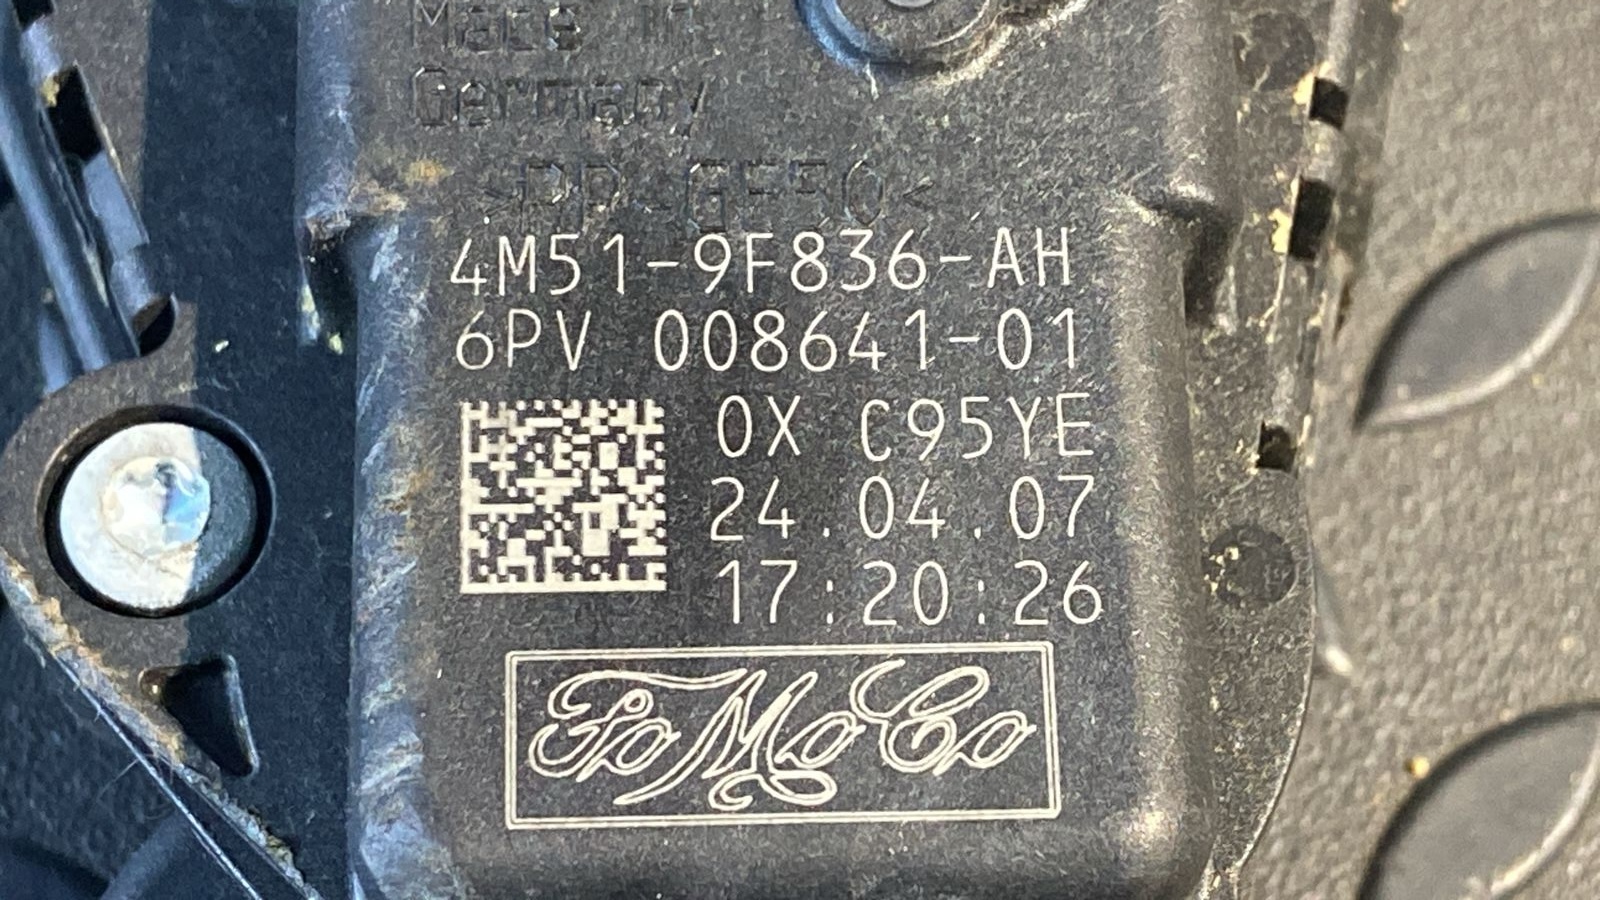 Made in
Germany
>PP-GF50<
4M51-9F836-AH
6PV 008641-01
0X C95YE
24.04.07
17:20:26
FoMoCo